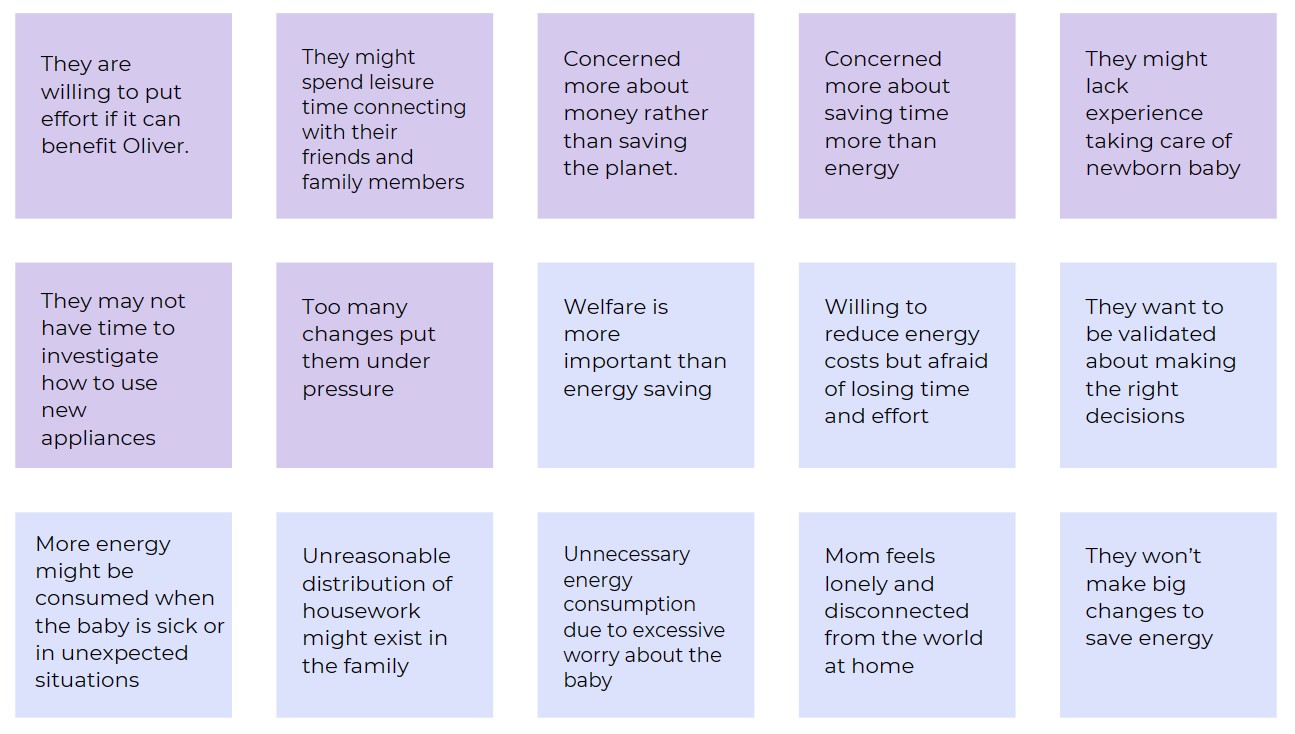 They are
willing to put
effort if it can
benefit Oliver.
They might
spend leisure
time connecting
with their
friends and
family members
Concerned
more about
money rather
than saving
the planet.
Concerned
more about
saving time
more than
energy
They might
lack
experience
taking care of
newborn baby
They may not
have time to
investigate
how to use
new
appliances
Too many
changes put
them under
pressure
Welfare is
more
important than
energy saving
Willing to
reduce energy
costs but afraid
of losing time
and effort
They want to
be validated
about making
the right
decisions
More energy
might be
consumed when
the baby is sick or
in unexpected
situations
Unreasonable
distribution of
housework
might exist in
the family
Unnecessary
energy
consumption
due to excessive
worry about the
baby
Mom feels
lonely and
disconnected
from the world
at home
They won’t
make big
changes to
save energy